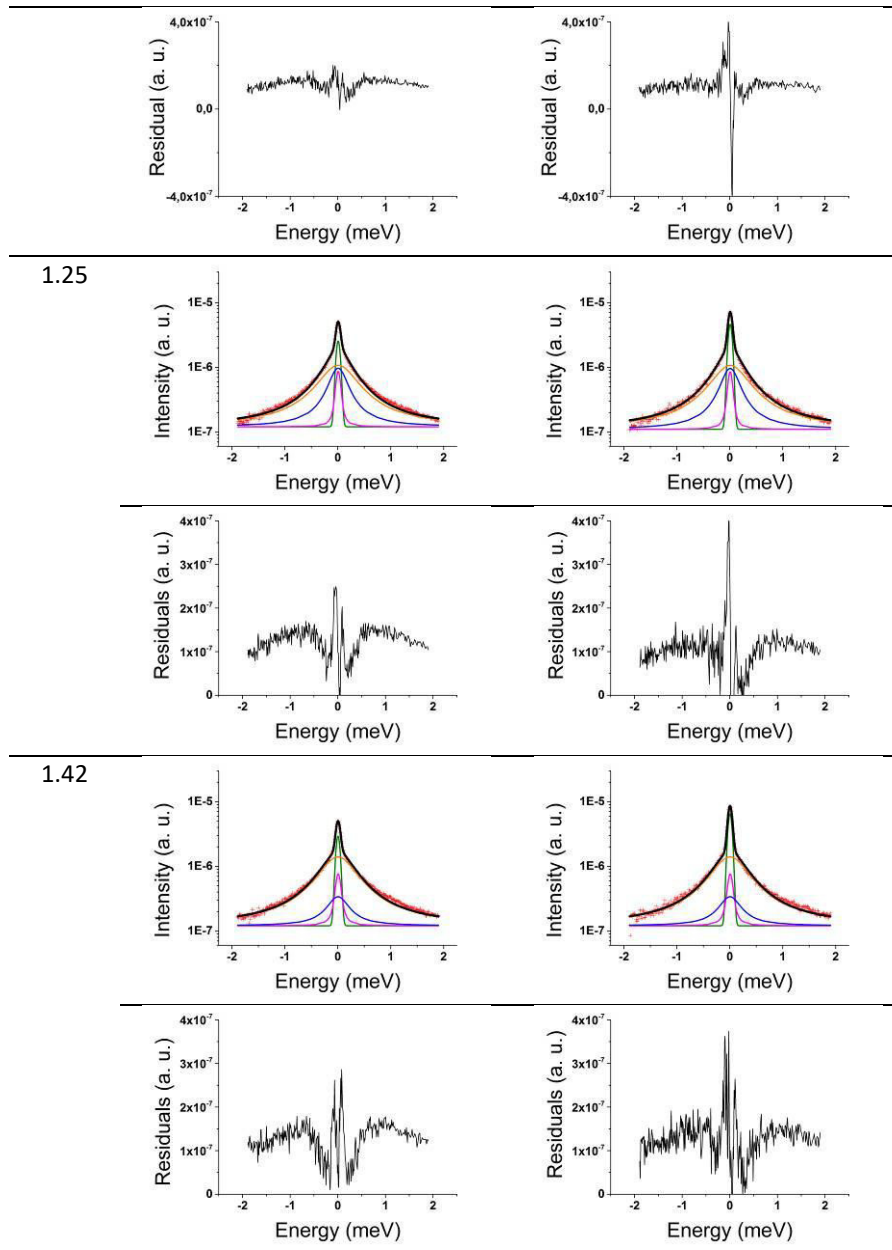 4,0x10⁻⁷
0,0
-4,0x10⁻⁷
Residual (a. u.)
-2 -1 0 1 2
Energy (meV)
4,0x10⁻⁷
0,0
-4,0x10⁻⁷
Residual (a. u.)
-2 -1 0 1 2
Energy (meV)
1.25
1E-5
1E-6
1E-7
Intensity (a. u.)
-2 -1 0 1 2
Energy (meV)
1E-5
1E-6
1E-7
Intensity (a. u.)
-2 -1 0 1 2
Energy (meV)
4x10⁻⁷
3x10⁻⁷
2x10⁻⁷
1x10⁻⁷
0
Residuals (a. u.)
-2 -1 0 1 2
Energy (meV)
4x10⁻⁷
3x10⁻⁷
2x10⁻⁷
1x10⁻⁷
0
Residuals (a. u.)
-2 -1 0 1 2
Energy (meV)
1.42
1E-5
1E-6
1E-7
Intensity (a. u.)
-2 -1 0 1 2
Energy (meV)
1E-5
1E-6
1E-7
Intensity (a. u.)
-2 -1 0 1 2
Energy (meV)
4x10⁻⁷
3x10⁻⁷
2x10⁻⁷
1x10⁻⁷
0
Residuals (a. u.)
-2 -1 0 1 2
Energy (meV)
4x10⁻⁷
3x10⁻⁷
2x10⁻⁷
1x10⁻⁷
0
Residuals (a. u.)
-2 -1 0 1 2
Energy (meV)